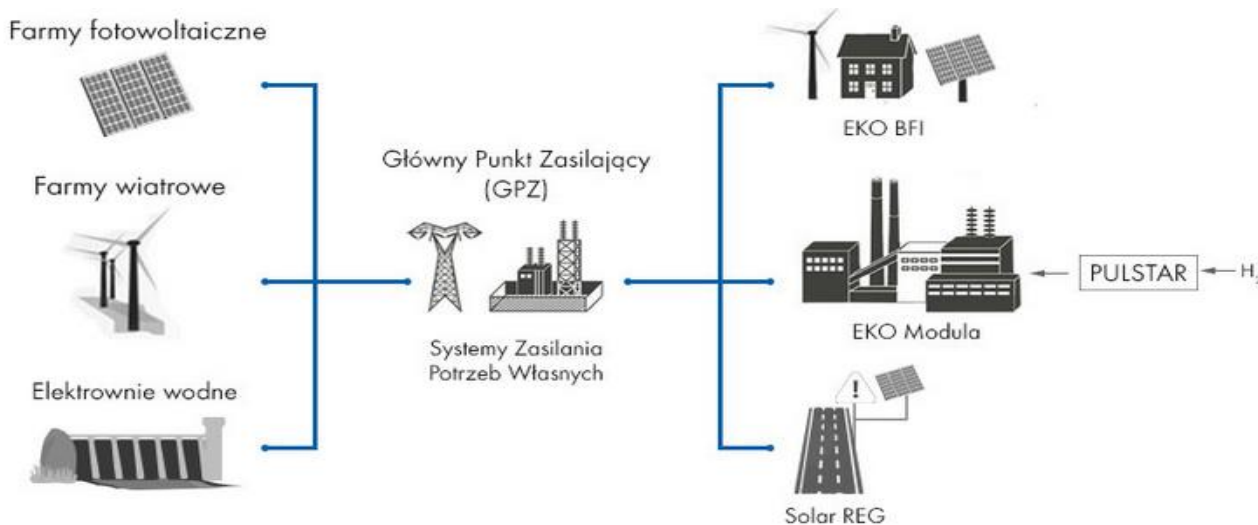 Farmy fotowoltaiczne
Farmy wiatrowe
Elektrownie wodne
Główny Punkt Zasilający
(GPZ)
Systemy Zasilania
Potrzeb Własnych
EKO BFI
EKO Modula
PULSTAR
H₂
!
Solar REG